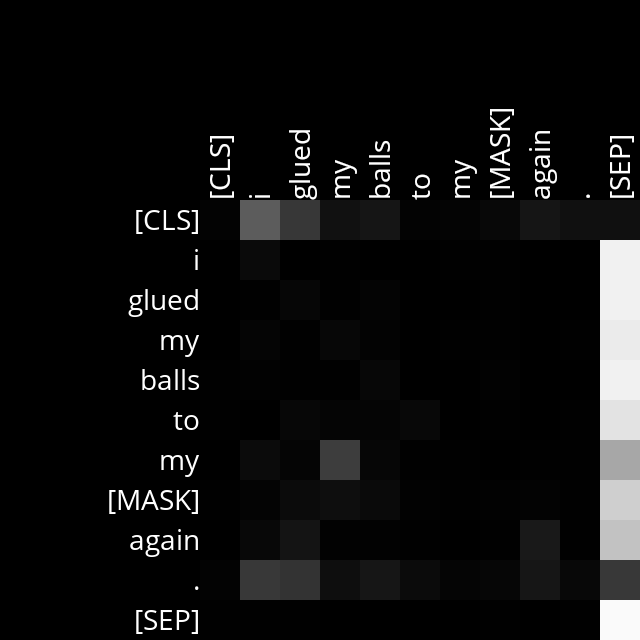 [CLS] i glued my balls to my [MASK] again . [SEP]
[CLS]
i
glued
my
balls
to
my
[MASK]
again
.
[SEP]